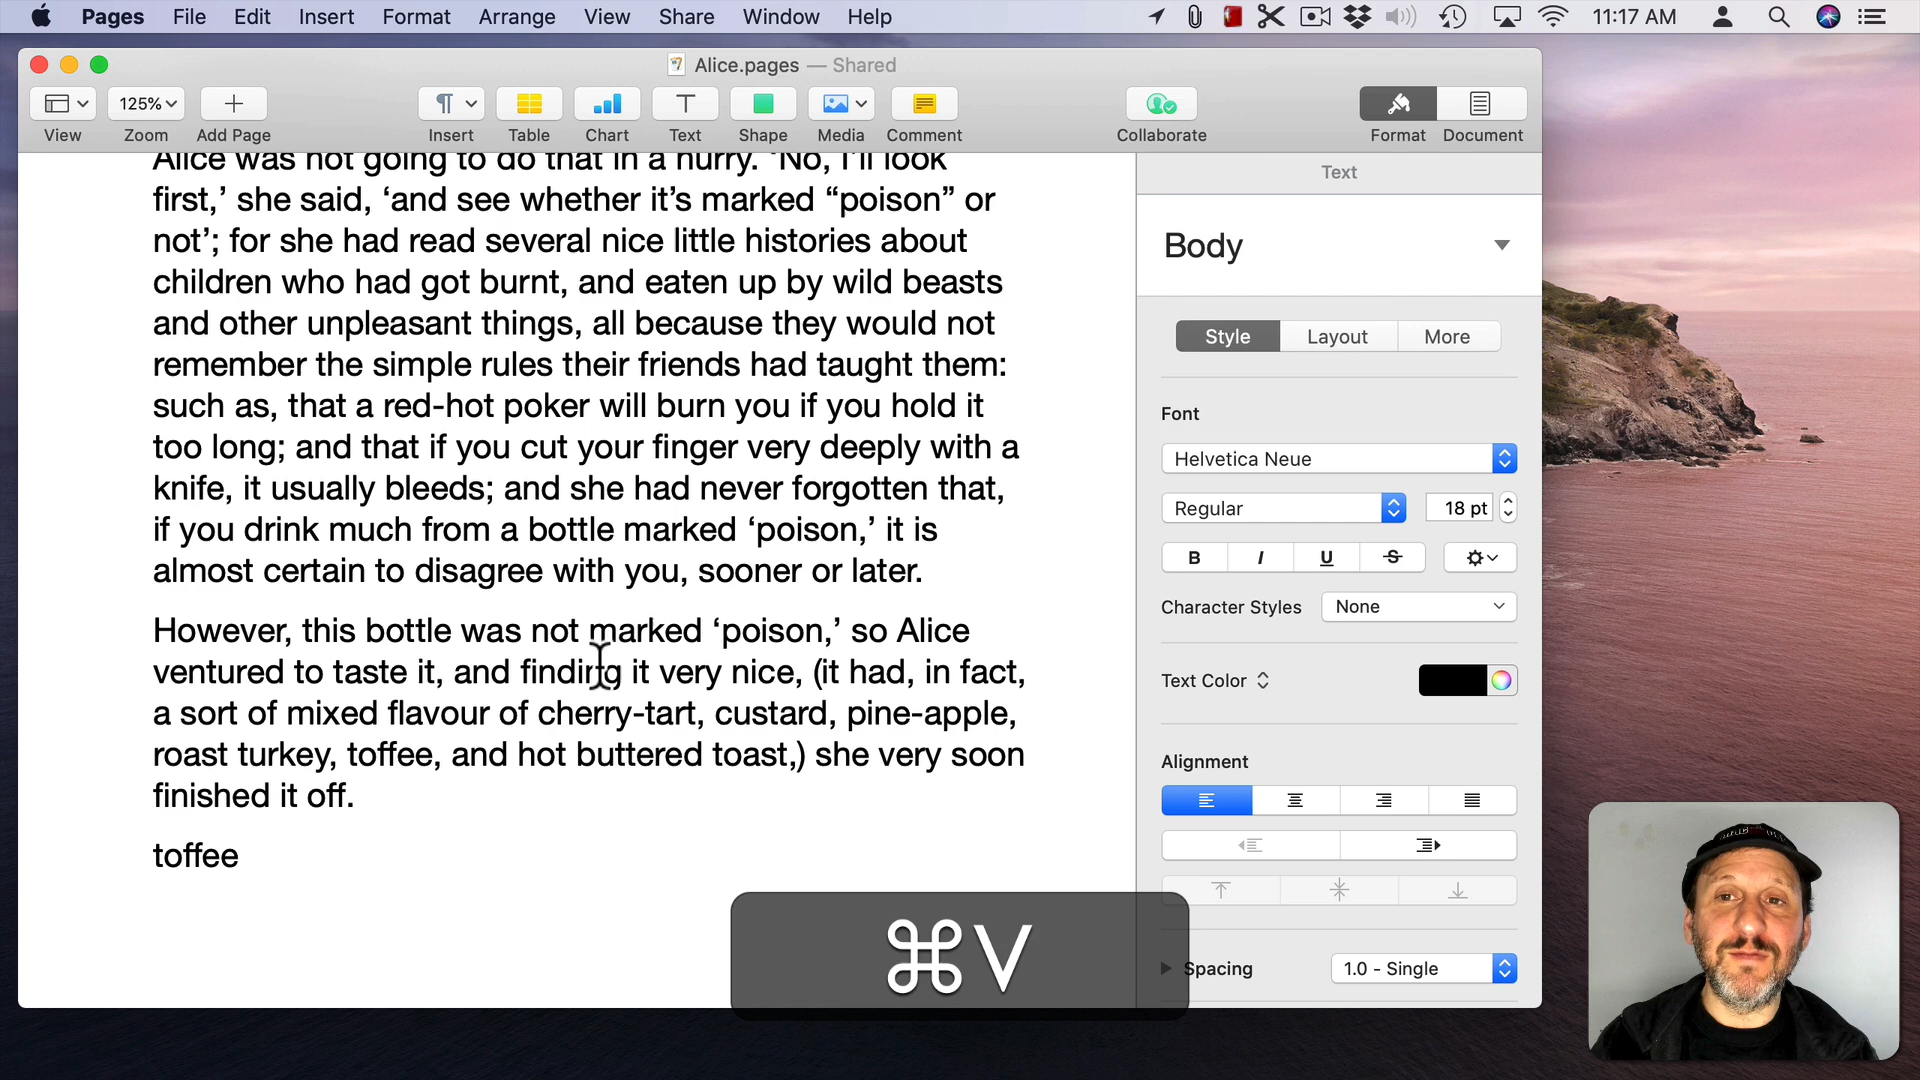 Pages File Edit Insert Format Arrange View Share Window Help 11:17 AM
Alice.pages — Shared
125%
View Zoom Add Page Insert Table Chart Text Shape Media Comment Collaborate Format Document
Alice was not going to do that in a hurry. ‘No, I’ll look
first,’ she said, ‘and see whether it’s marked “poison” or
not’; for she had read several nice little histories about
children who had got burnt, and eaten up by wild beasts
and other unpleasant things, all because they would not
remember the simple rules their friends had taught them:
such as, that a red-hot poker will burn you if you hold it
too long; and that if you cut your finger very deeply with a
knife, it usually bleeds; and she had never forgotten that,
if you drink much from a bottle marked ‘poison,’ it is
almost certain to disagree with you, sooner or later.
However, this bottle was not marked ‘poison,’ so Alice
ventured to taste it, and finding it very nice, (it had, in fact,
a sort of mixed flavour of cherry-tart, custard, pine-apple,
roast turkey, toffee, and hot buttered toast,) she very soon
finished it off.
toffee
⌘V
Text
Body
Style Layout More
Font
Helvetica Neue
Regular 18 pt
B I U S
Character Styles None
Text Color
Alignment
Spacing 1.0 - Single